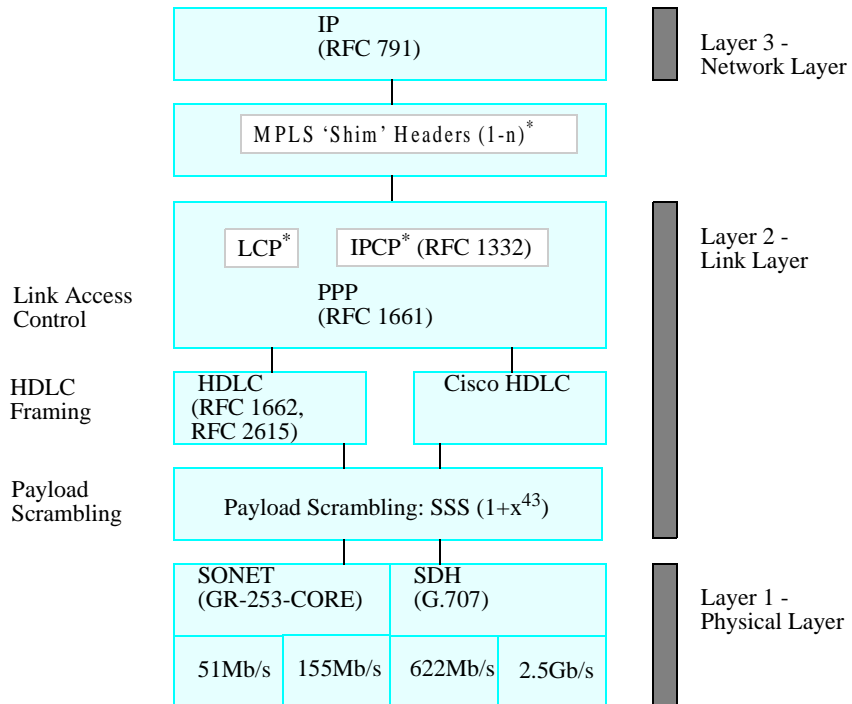 IP
(RFC 791)
Layer 3 -
Network Layer
MPLS ‘Shim’ Headers (1-n)*
LCP*
IPCP* (RFC 1332)
Layer 2 -
Link Layer
PPP
(RFC 1661)
Link Access
Control
HDLC
Framing
HDLC
(RFC 1662,
RFC 2615)
Cisco HDLC
Payload
Scrambling
Payload Scrambling: SSS (1+x^43)
SONET
(GR-253-CORE)
SDH
(G.707)
Layer 1 -
Physical Layer
51Mb/s
155Mb/s
622Mb/s
2.5Gb/s